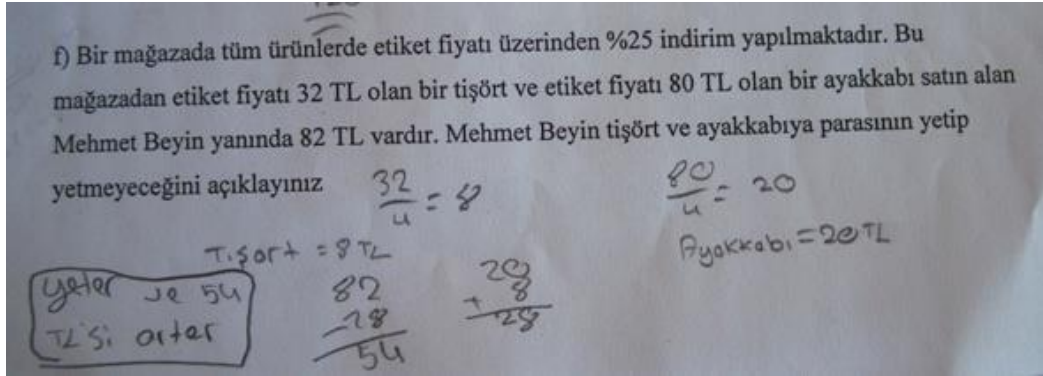 f) Bir mağazada tüm ürünlerde etiket fiyatı üzerinden %25 indirim yapılmaktadır. Bu
mağazadan etiket fiyatı 32 TL olan bir tişört ve etiket fiyatı 80 TL olan bir ayakkabı satın alan
Mehmet Beyin yanında 82 TL vardır. Mehmet Beyin tişört ve ayakkabıya parasının yetip
yetmeyeceğini açıklayınız
32/4 = 8
80/4 = 20
Tişort = 8 TL
Ayakkabı = 20 TL
82
-28
54
20
+ 8
28
yeter ve 54
TL'si artar